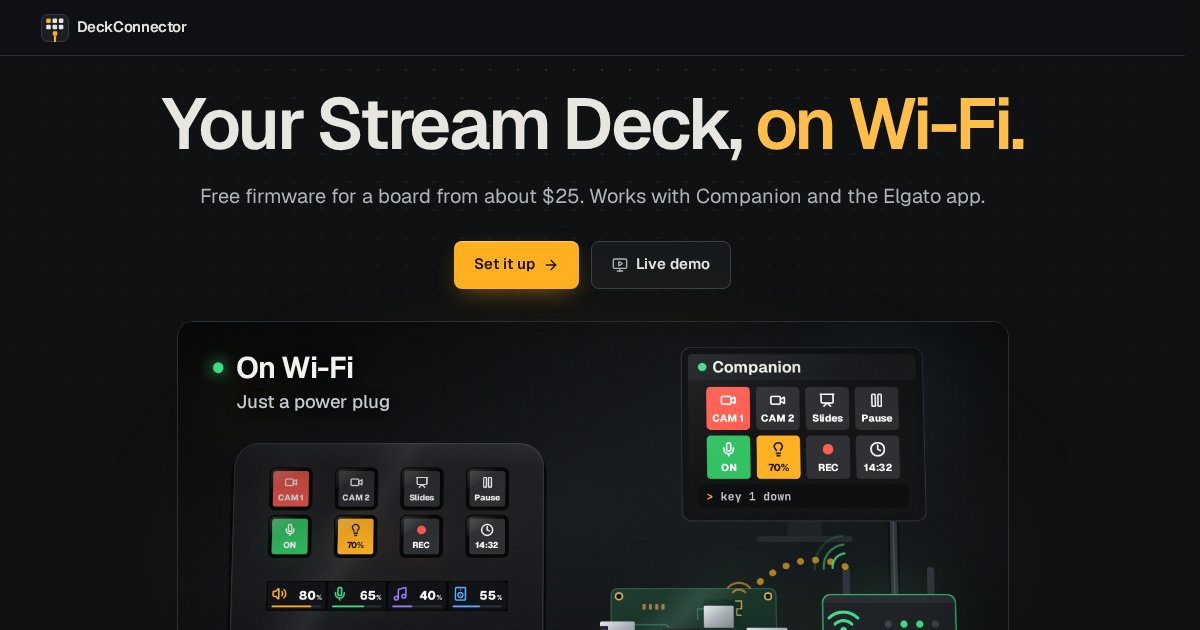 DeckConnector
Your Stream Deck, on Wi-Fi.
Free firmware for a board from about $25. Works with Companion and the Elgato app.
Set it up → Live demo
On Wi-Fi
Just a power plug
Companion
CAM 1 CAM 2 Slides Pause
ON 70% REC 14:32
> key 1 down
CAM 1 CAM 2 Slides Pause
ON 70% REC 14:32
80% 65% 40% 55%